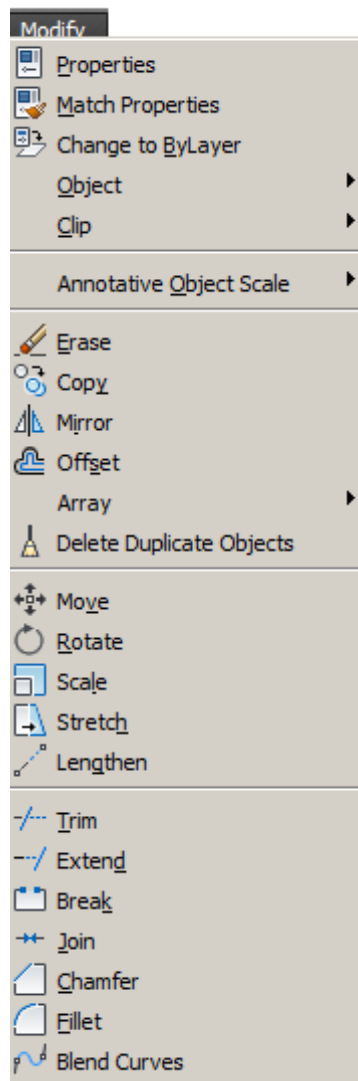 Modify
Properties
Match Properties
Change to ByLayer
Object
Clip
Annotative Object Scale
Erase
Copy
Mirror
Offset
Array
Delete Duplicate Objects
Move
Rotate
Scale
Stretch
Lengthen
Trim
Extend
Break
Join
Chamfer
Fillet
Blend Curves